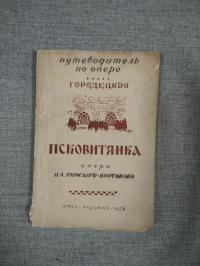 путеводитель
по опере
ГОРОДЕЦКАЯ
ПСКОВИТЯНКА
опера
Н.А. РИМСКОГО-КОРСАКОВА